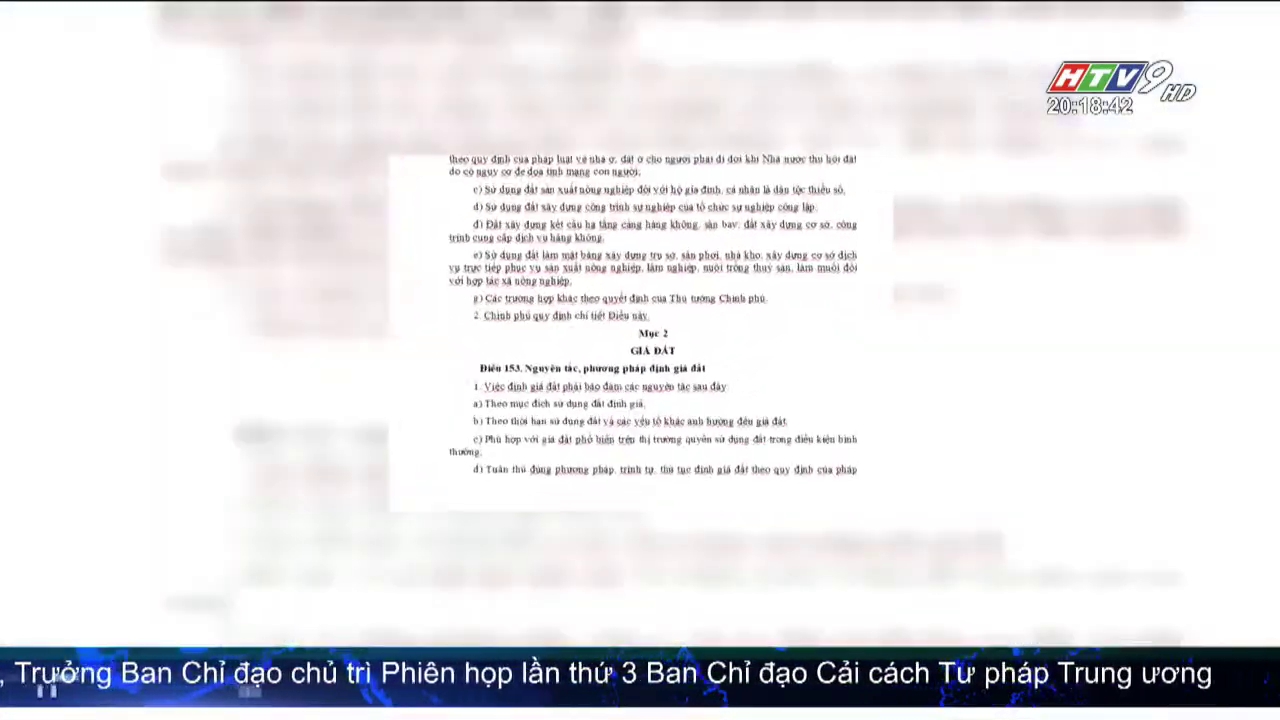 HTV9 HD
20:18:42
theo quy định của pháp luật về nhà ở, đất ở cho người phải di dời khi Nhà nước thu hồi đất
do có nguy cơ đe dọa tính mạng con người;
c) Sử dụng đất sản xuất nông nghiệp đối với hộ gia đình, cá nhân là dân tộc thiểu số;
d) Sử dụng đất xây dựng công trình sự nghiệp của tổ chức sự nghiệp công lập;
đ) Đất xây dựng kết cấu hạ tầng cảng hàng không, sân bay; đất xây dựng cơ sở, công
trình cung cấp dịch vụ hàng không;
e) Sử dụng đất làm mặt bằng xây dựng trụ sở, sân phơi, nhà kho, xây dựng cơ sở dịch
vụ trực tiếp phục vụ sản xuất nông nghiệp, lâm nghiệp, nuôi trồng thuỷ sản, làm muối đối
với hợp tác xã nông nghiệp;
g) Các trường hợp khác theo quyết định của Thủ tướng Chính phủ.
2. Chính phủ quy định chi tiết Điều này.
Mục 2
GIÁ ĐẤT
Điều 153. Nguyên tắc, phương pháp định giá đất
1. Việc định giá đất phải bảo đảm các nguyên tắc sau đây:
a) Theo mục đích sử dụng đất định giá;
b) Theo thời hạn sử dụng đất và các yếu tố khác ảnh hưởng đến giá đất;
c) Phù hợp với giá đất phổ biến trên thị trường quyền sử dụng đất trong điều kiện bình
thường;
d) Tuân thủ đúng phương pháp, trình tự, thủ tục định giá đất theo quy định của pháp
, Trưởng Ban Chỉ đạo chủ trì Phiên họp lần thứ 3 Ban Chỉ đạo Cải cách Tư pháp Trung ương